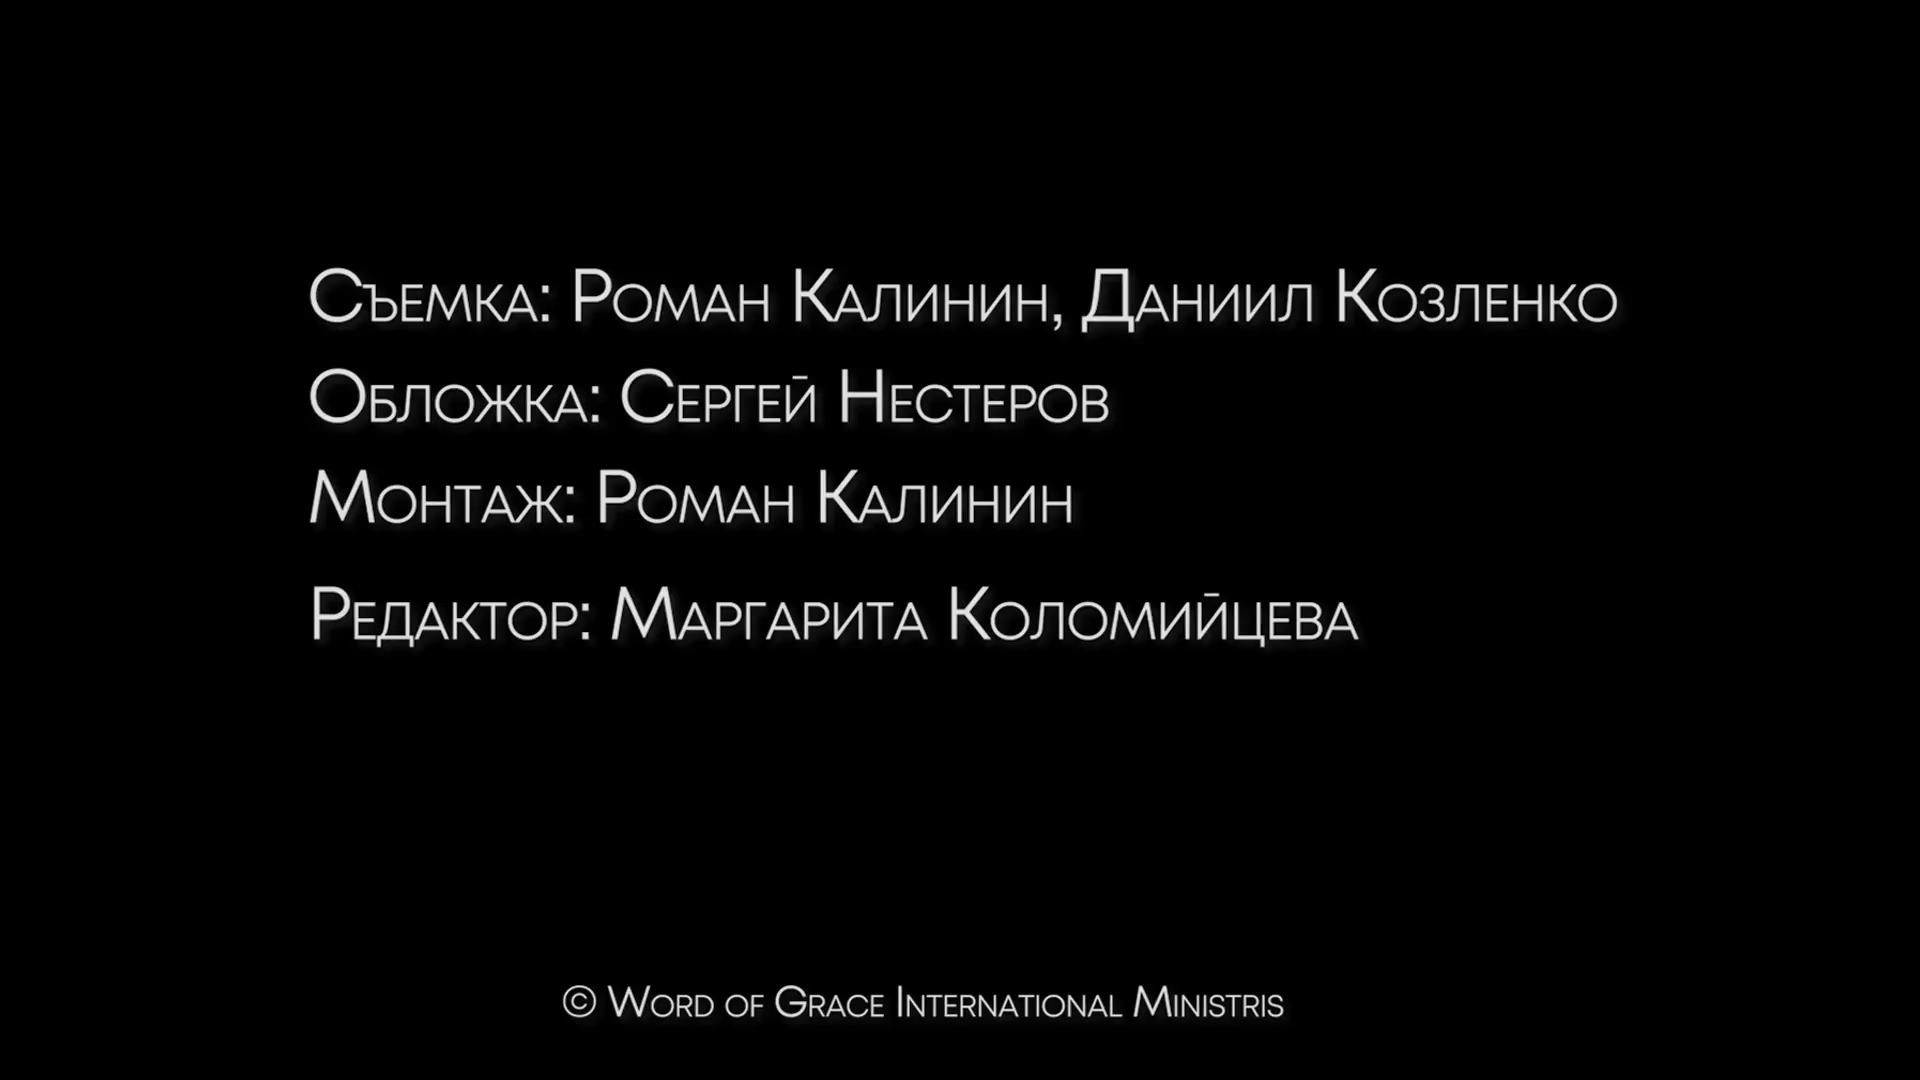 Съемка: Роман Калинин, Даниил Козленко
Обложка: Сергей Нестеров
Монтаж: Роман Калинин
Редактор: Маргарита Коломийцева
© Word of Grace International Ministris